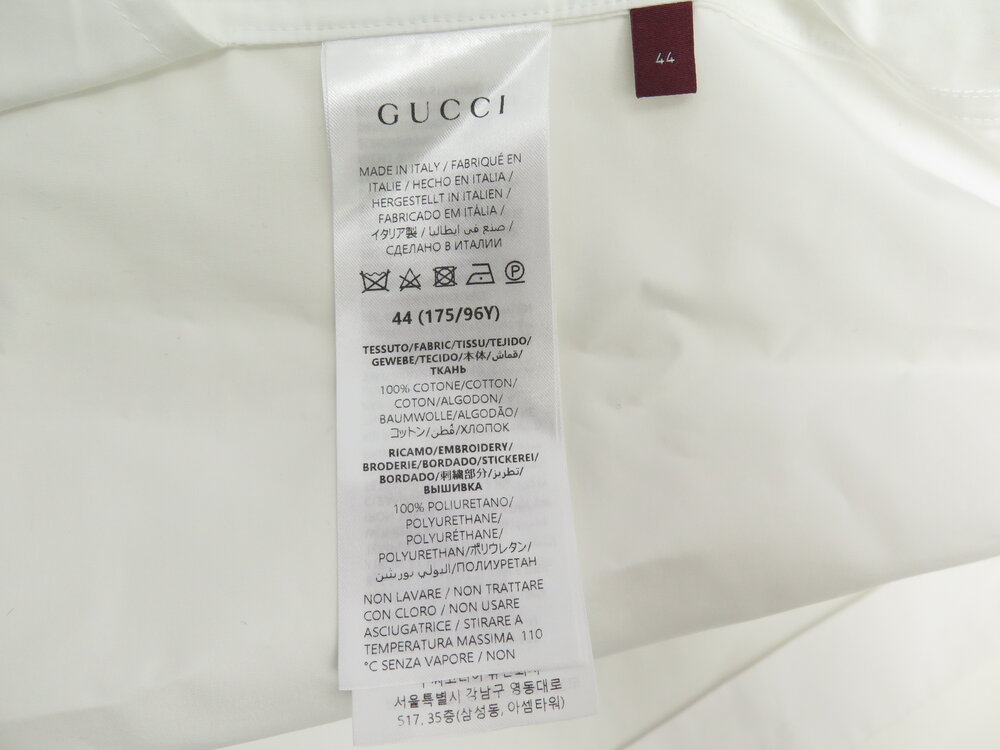 44
GUCCI
MADE IN ITALY / FABRIQUÉ EN
ITALIE / HECHO EN ITALIA /
HERGESTELLT IN ITALIEN /
FABRICADO EM ITÁLIA /
イタリア製 / صنع في ايطاليا /
СДЕЛАНО В ИТАЛИИ
P
44 (175/96Y)
TESSUTO/FABRIC/TISSU/TEJIDO/
GEWEBE/TECIDO/本体/قماش/
ТКАНЬ
100% COTONE/COTTON/
COTON/ALGODON/
BAUMWOLLE/ALGODÃO/
コットン/قُطن/ХЛОПОК
RICAMO/EMBROIDERY/
BRODERIE/BORDADO/STICKEREI/
BORDADO/刺繍部分/تطريز/
ВЫШИВКА
100% POLIURETANO/
POLYURETHANE/
POLYURÉTHANE/
POLYURETHAN/ポリウレタン/
البولي يوريثين/ПОЛИУРЕТАН
NON LAVARE / NON TRATTARE
CON CLORO / NON USARE
ASCIUGATRICE / STIRARE A
TEMPERATURA MASSIMA 110
°C SENZA VAPORE / NON
서울특별시 강남구 영동대로
517, 35층(삼성동, 아셈타워)